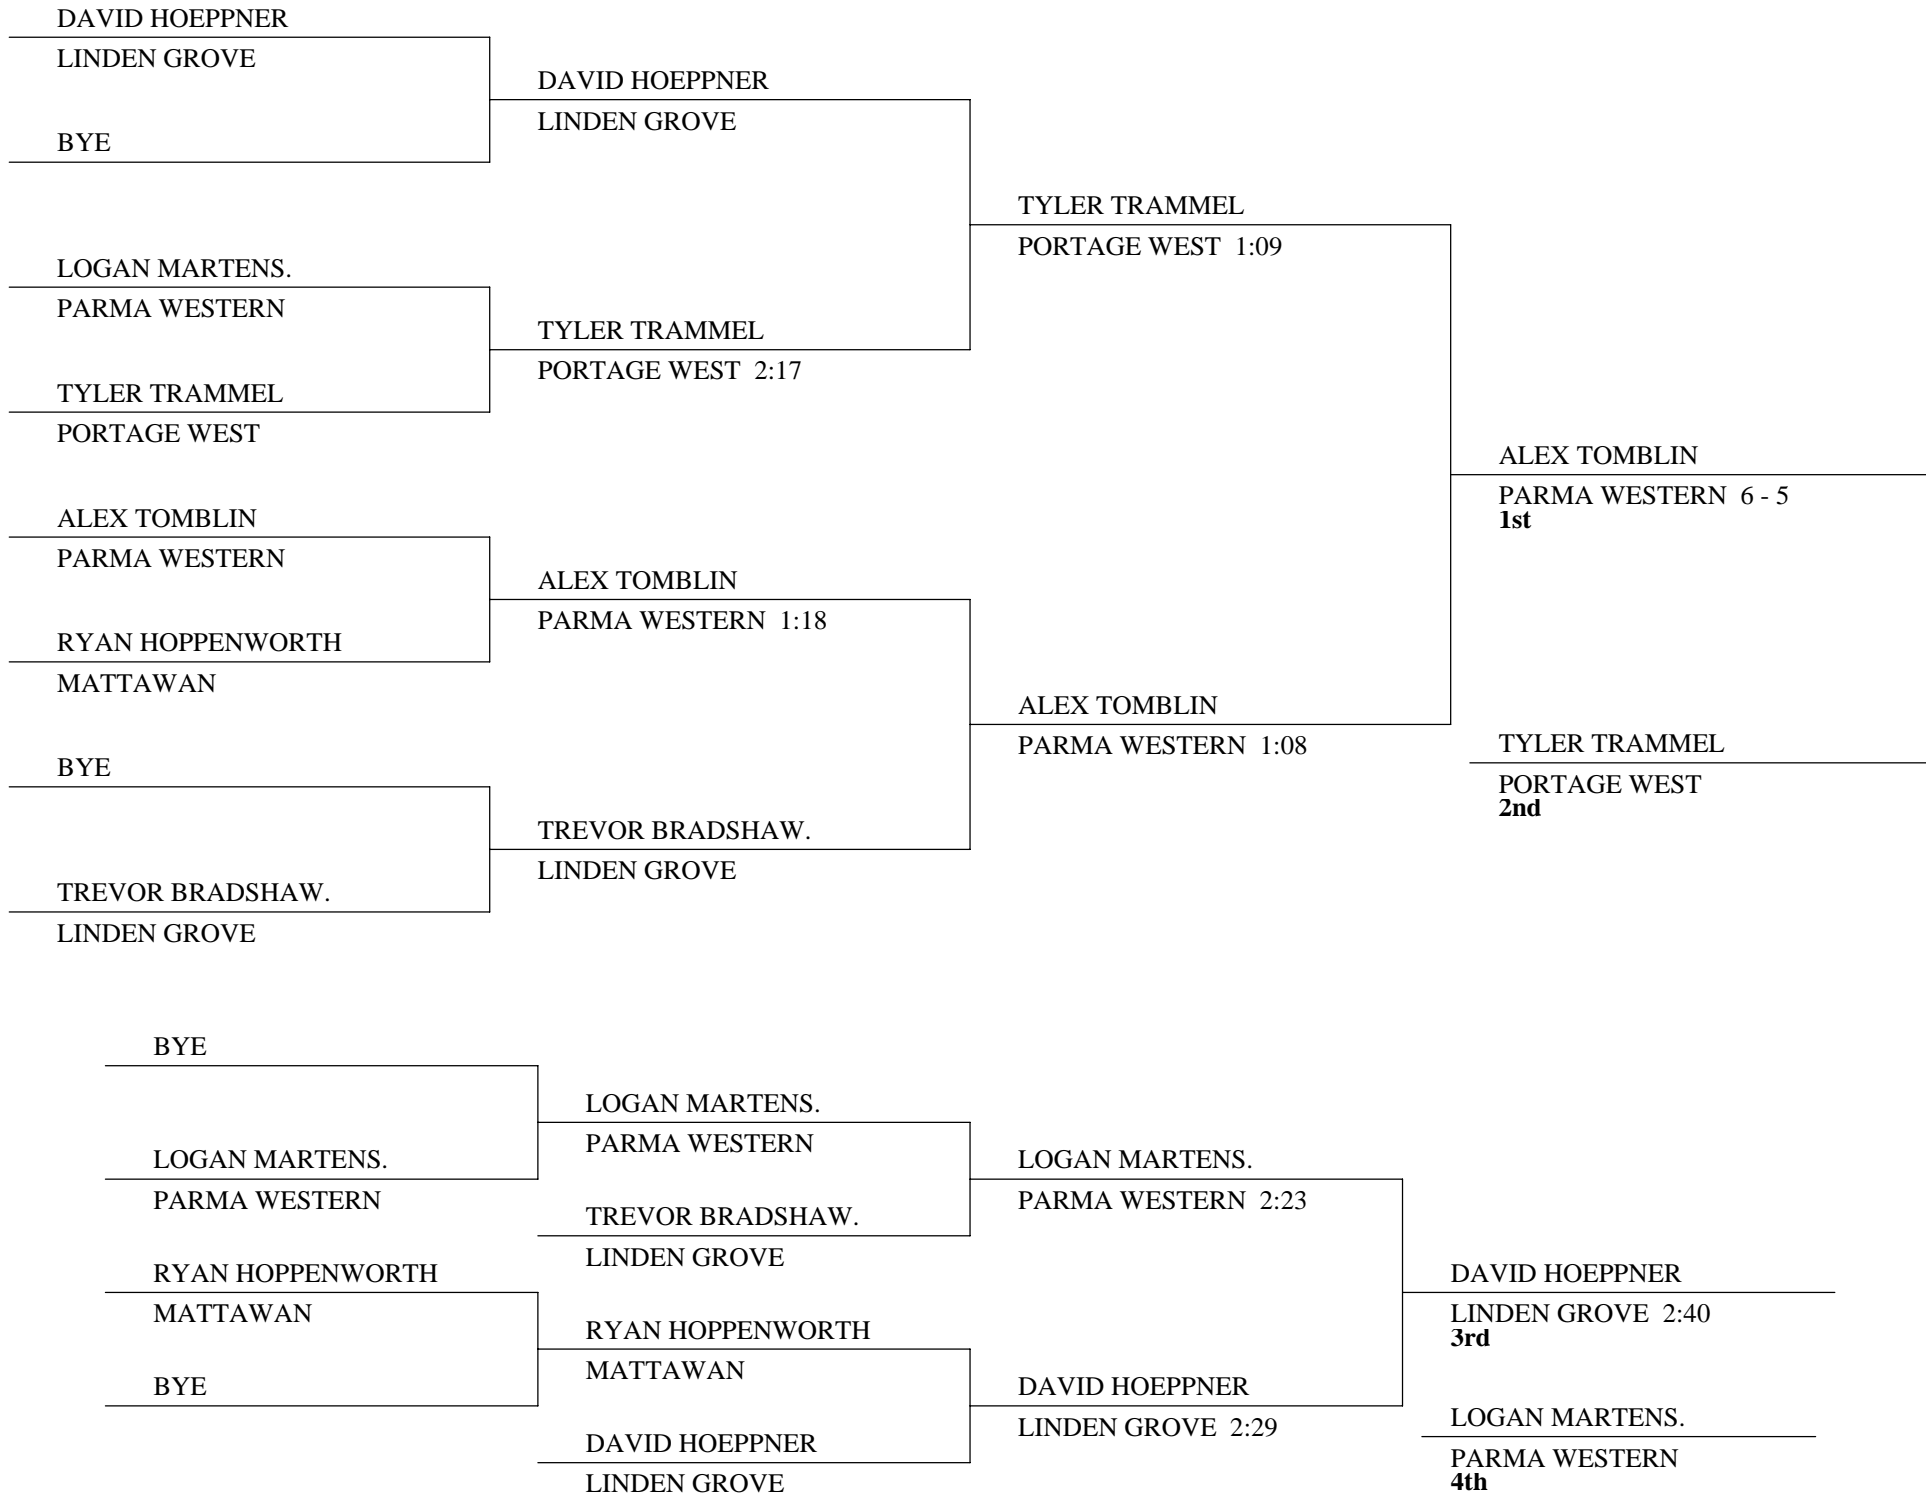 DAVID HOEPPNER
LINDEN GROVE
BYE
LOGAN MARTENS.
PARMA WESTERN
TYLER TRAMMEL
PORTAGE WEST
ALEX TOMBLIN
PARMA WESTERN
RYAN HOPPENWORTH
MATTAWAN
BYE
TREVOR BRADSHAW.
LINDEN GROVE
DAVID HOEPPNER
LINDEN GROVE
TYLER TRAMMEL
PORTAGE WEST 2:17
ALEX TOMBLIN
PARMA WESTERN 1:18
TREVOR BRADSHAW.
LINDEN GROVE
TYLER TRAMMEL
PORTAGE WEST 1:09
ALEX TOMBLIN
PARMA WESTERN 1:08
ALEX TOMBLIN
PARMA WESTERN 6 - 5
1st
TYLER TRAMMEL
PORTAGE WEST
2nd
BYE
LOGAN MARTENS.
PARMA WESTERN
RYAN HOPPENWORTH
MATTAWAN
BYE
LOGAN MARTENS.
PARMA WESTERN
TREVOR BRADSHAW.
LINDEN GROVE
RYAN HOPPENWORTH
MATTAWAN
DAVID HOEPPNER
LINDEN GROVE
LOGAN MARTENS.
PARMA WESTERN 2:23
DAVID HOEPPNER
LINDEN GROVE 2:29
DAVID HOEPPNER
LINDEN GROVE 2:40
3rd
LOGAN MARTENS.
PARMA WESTERN
4th